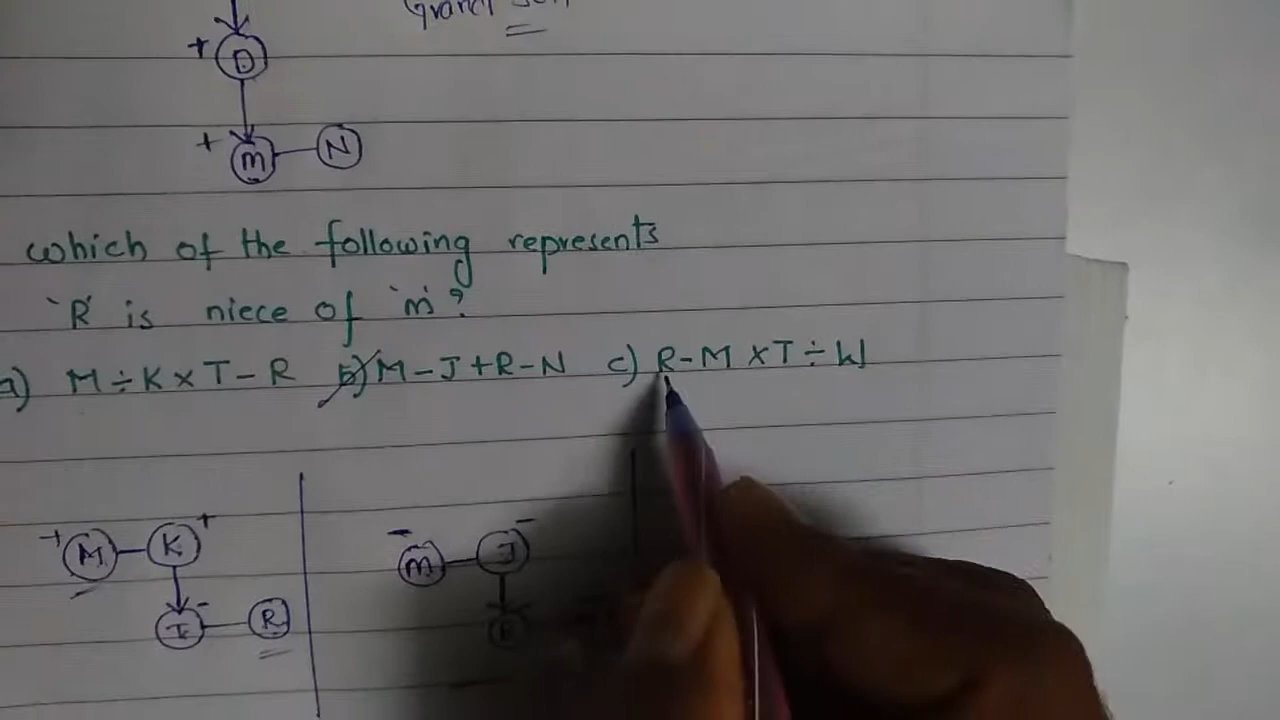 + D
+ M N
which of the following represents
'R' is niece of 'm'?
a) M÷K×T-R b) M-J+R-N c) R-M×T÷W
+ M K +
T - R
- m J -